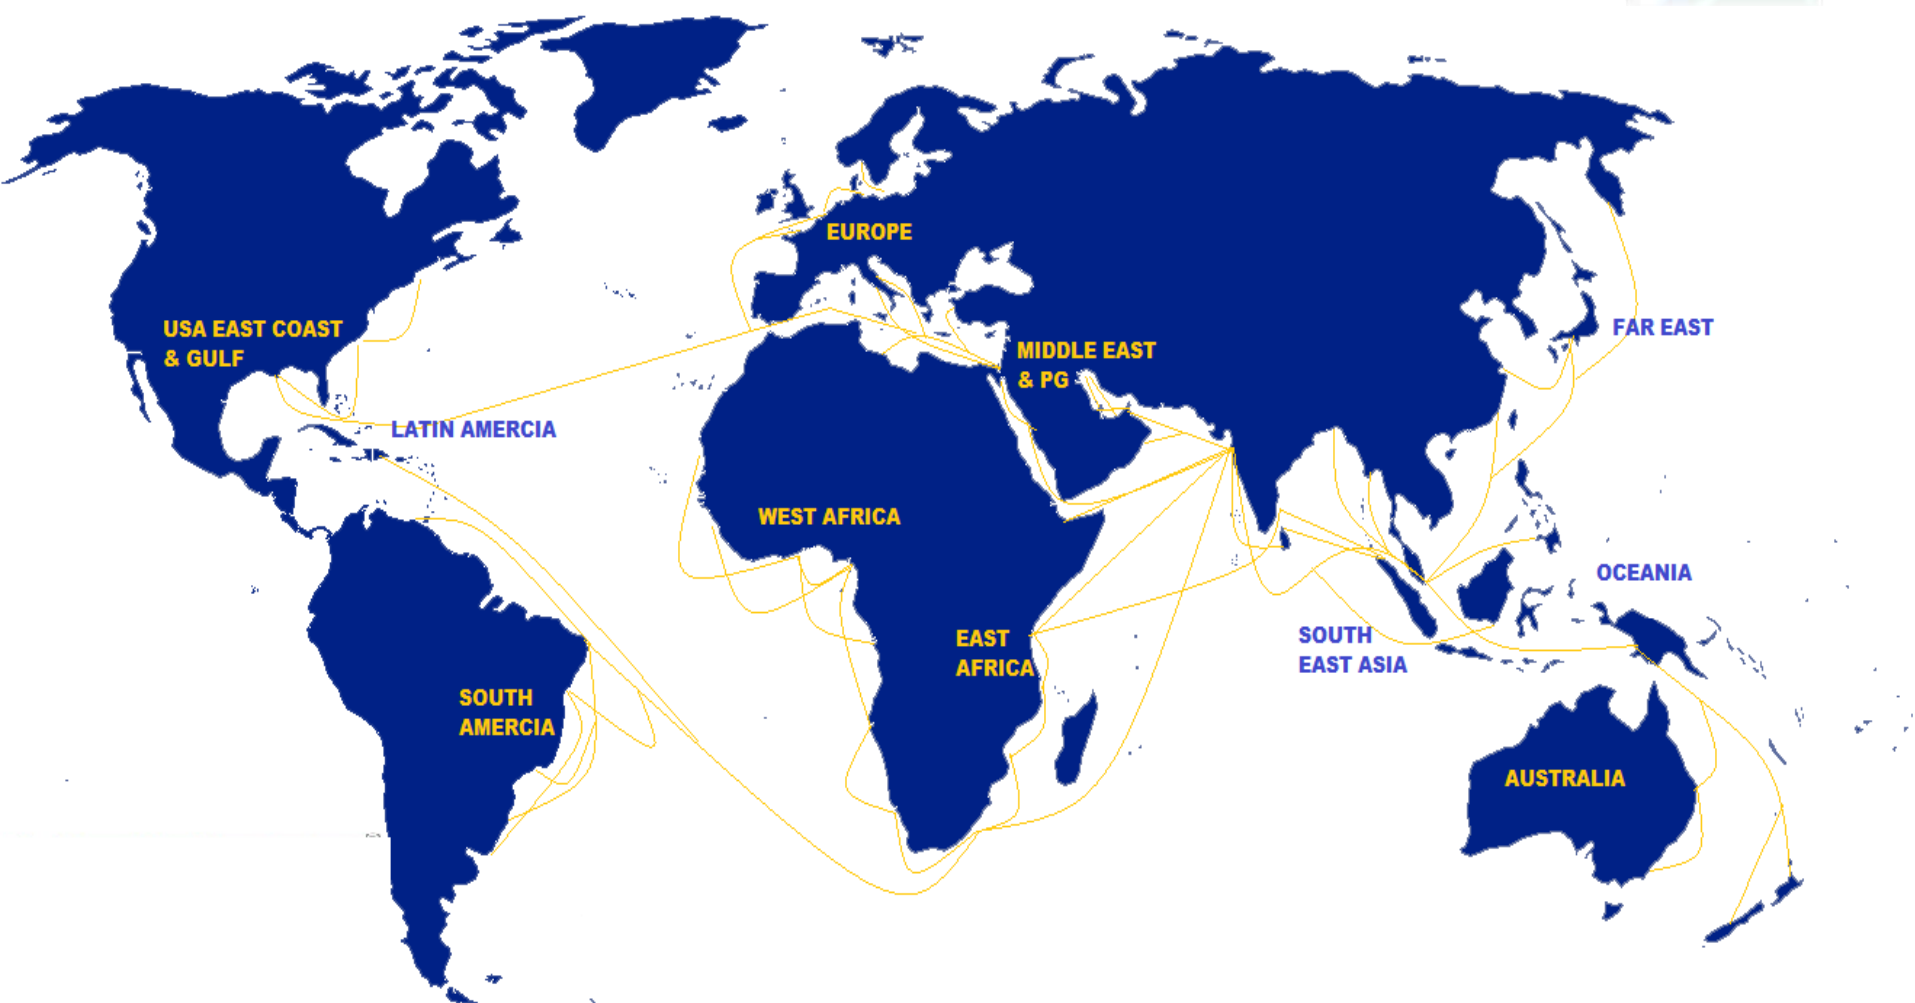 EUROPE
USA EAST COAST
& GULF
FAR EAST
MIDDLE EAST
& PG
LATIN AMERCIA
WEST AFRICA
OCEANIA
EAST
AFRICA
SOUTH
EAST ASIA
SOUTH
AMERCIA
AUSTRALIA